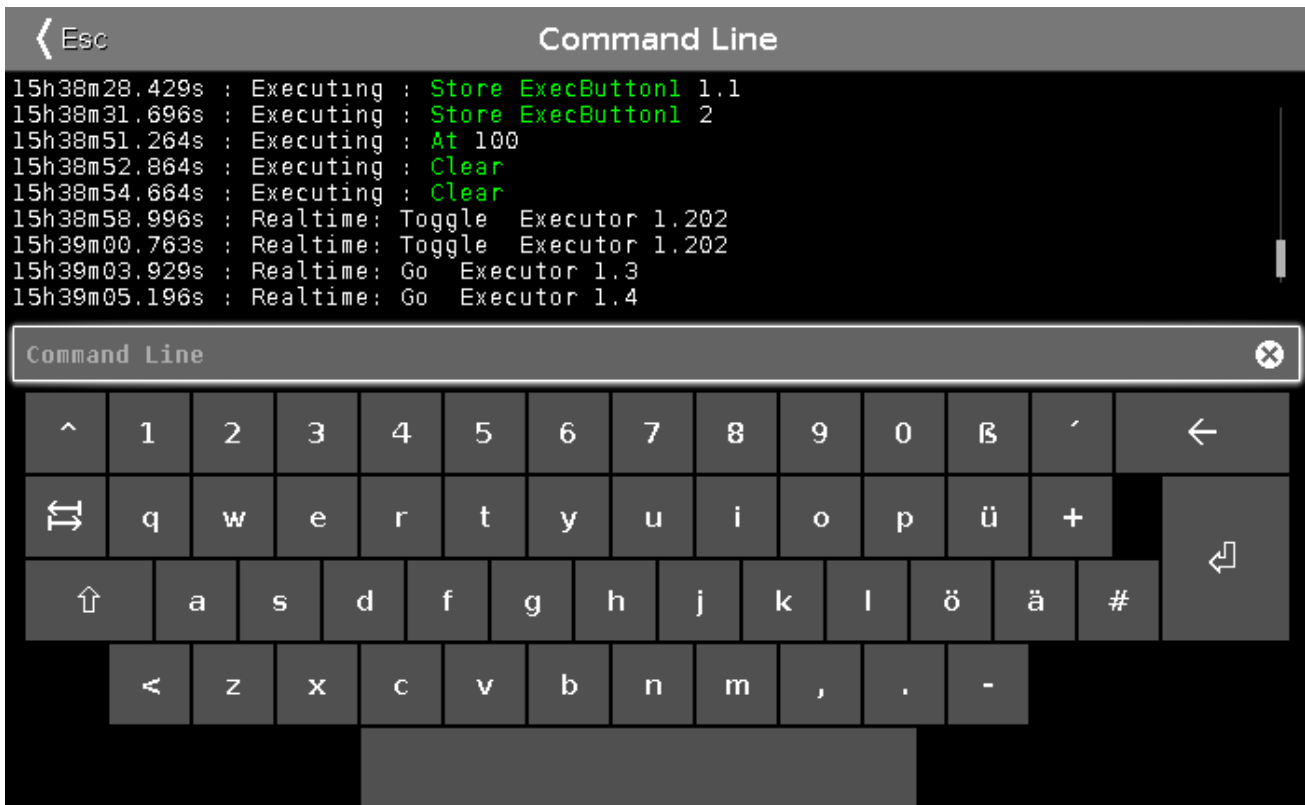 Esc Command Line
15h38m28.429s : Executing : Store ExecButton1 1.1
15h38m31.696s : Executing : Store ExecButton1 2
15h38m51.264s : Executing : At 100
15h38m52.864s : Executing : Clear
15h38m54.664s : Executing : Clear
15h38m58.996s : Realtime: Toggle  Executor 1.202
15h39m00.763s : Realtime: Toggle  Executor 1.202
15h39m03.929s : Realtime: Go  Executor 1.3
15h39m05.196s : Realtime: Go  Executor 1.4
Command Line
^ 1 2 3 4 5 6 7 8 9 0 ß ´ ←
q w e r t y u i o p ü +
a s d f g h j k l ö ä #
< z x c v b n m , . -